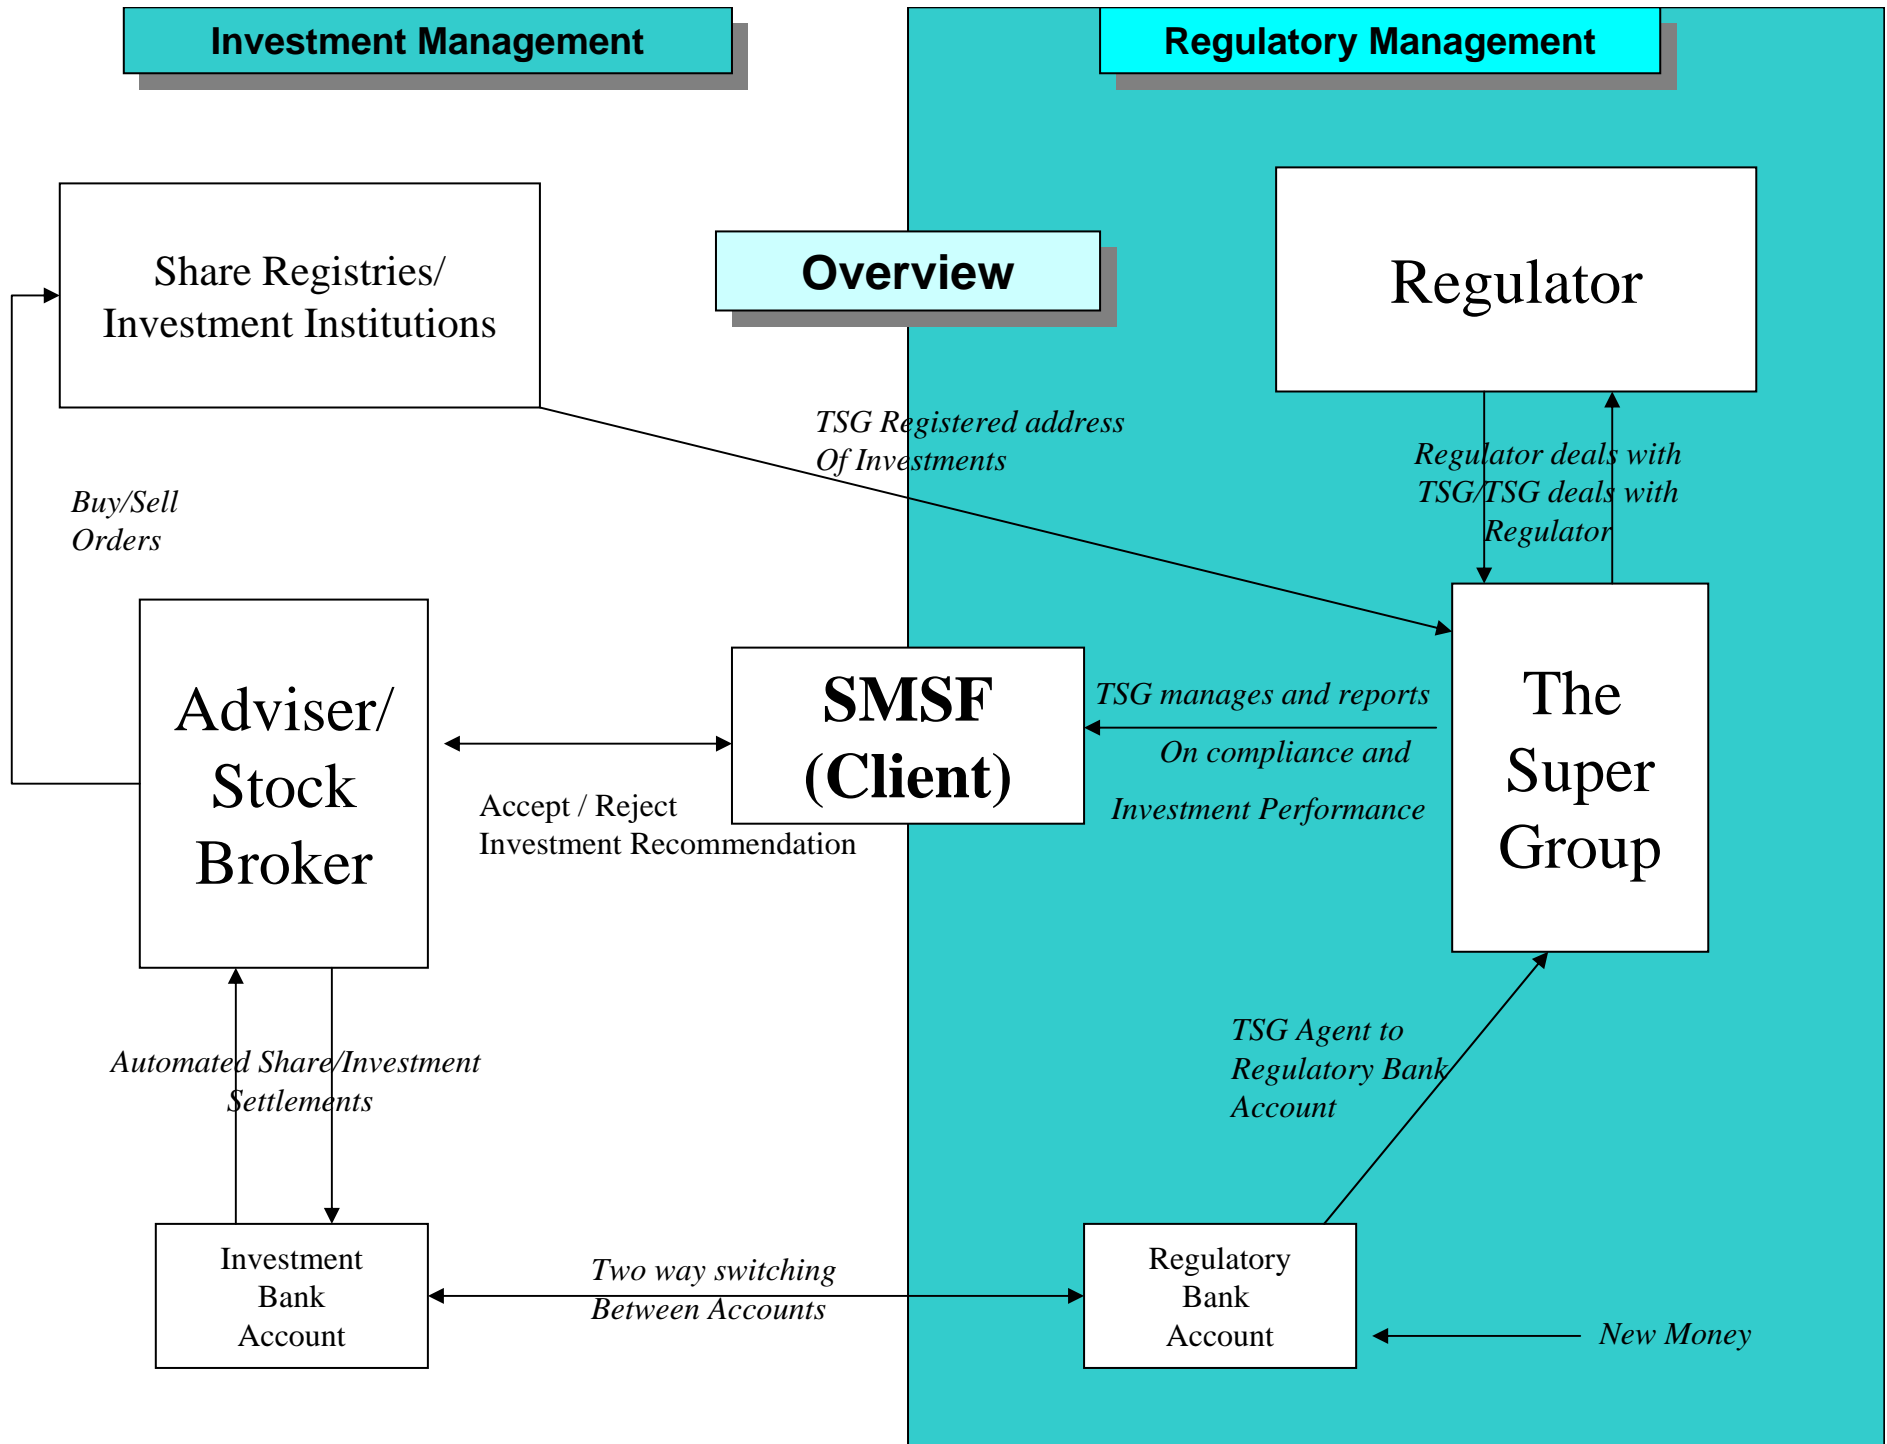 Investment Management
Regulatory Management
Overview
Share Registries/
Investment Institutions
Regulator
TSG Registered address
Of Investments
Regulator deals with
TSG/TSG deals with
Regulator
Buy/Sell
Orders
Adviser/
Stock
Broker
SMSF
(Client)
Accept / Reject
Investment Recommendation
TSG manages and reports
On compliance and
Investment Performance
The
Super
Group
Automated Share/Investment
Settlements
TSG Agent to
Regulatory Bank
Account
Investment
Bank
Account
Two way switching
Between Accounts
Regulatory
Bank
Account
New Money